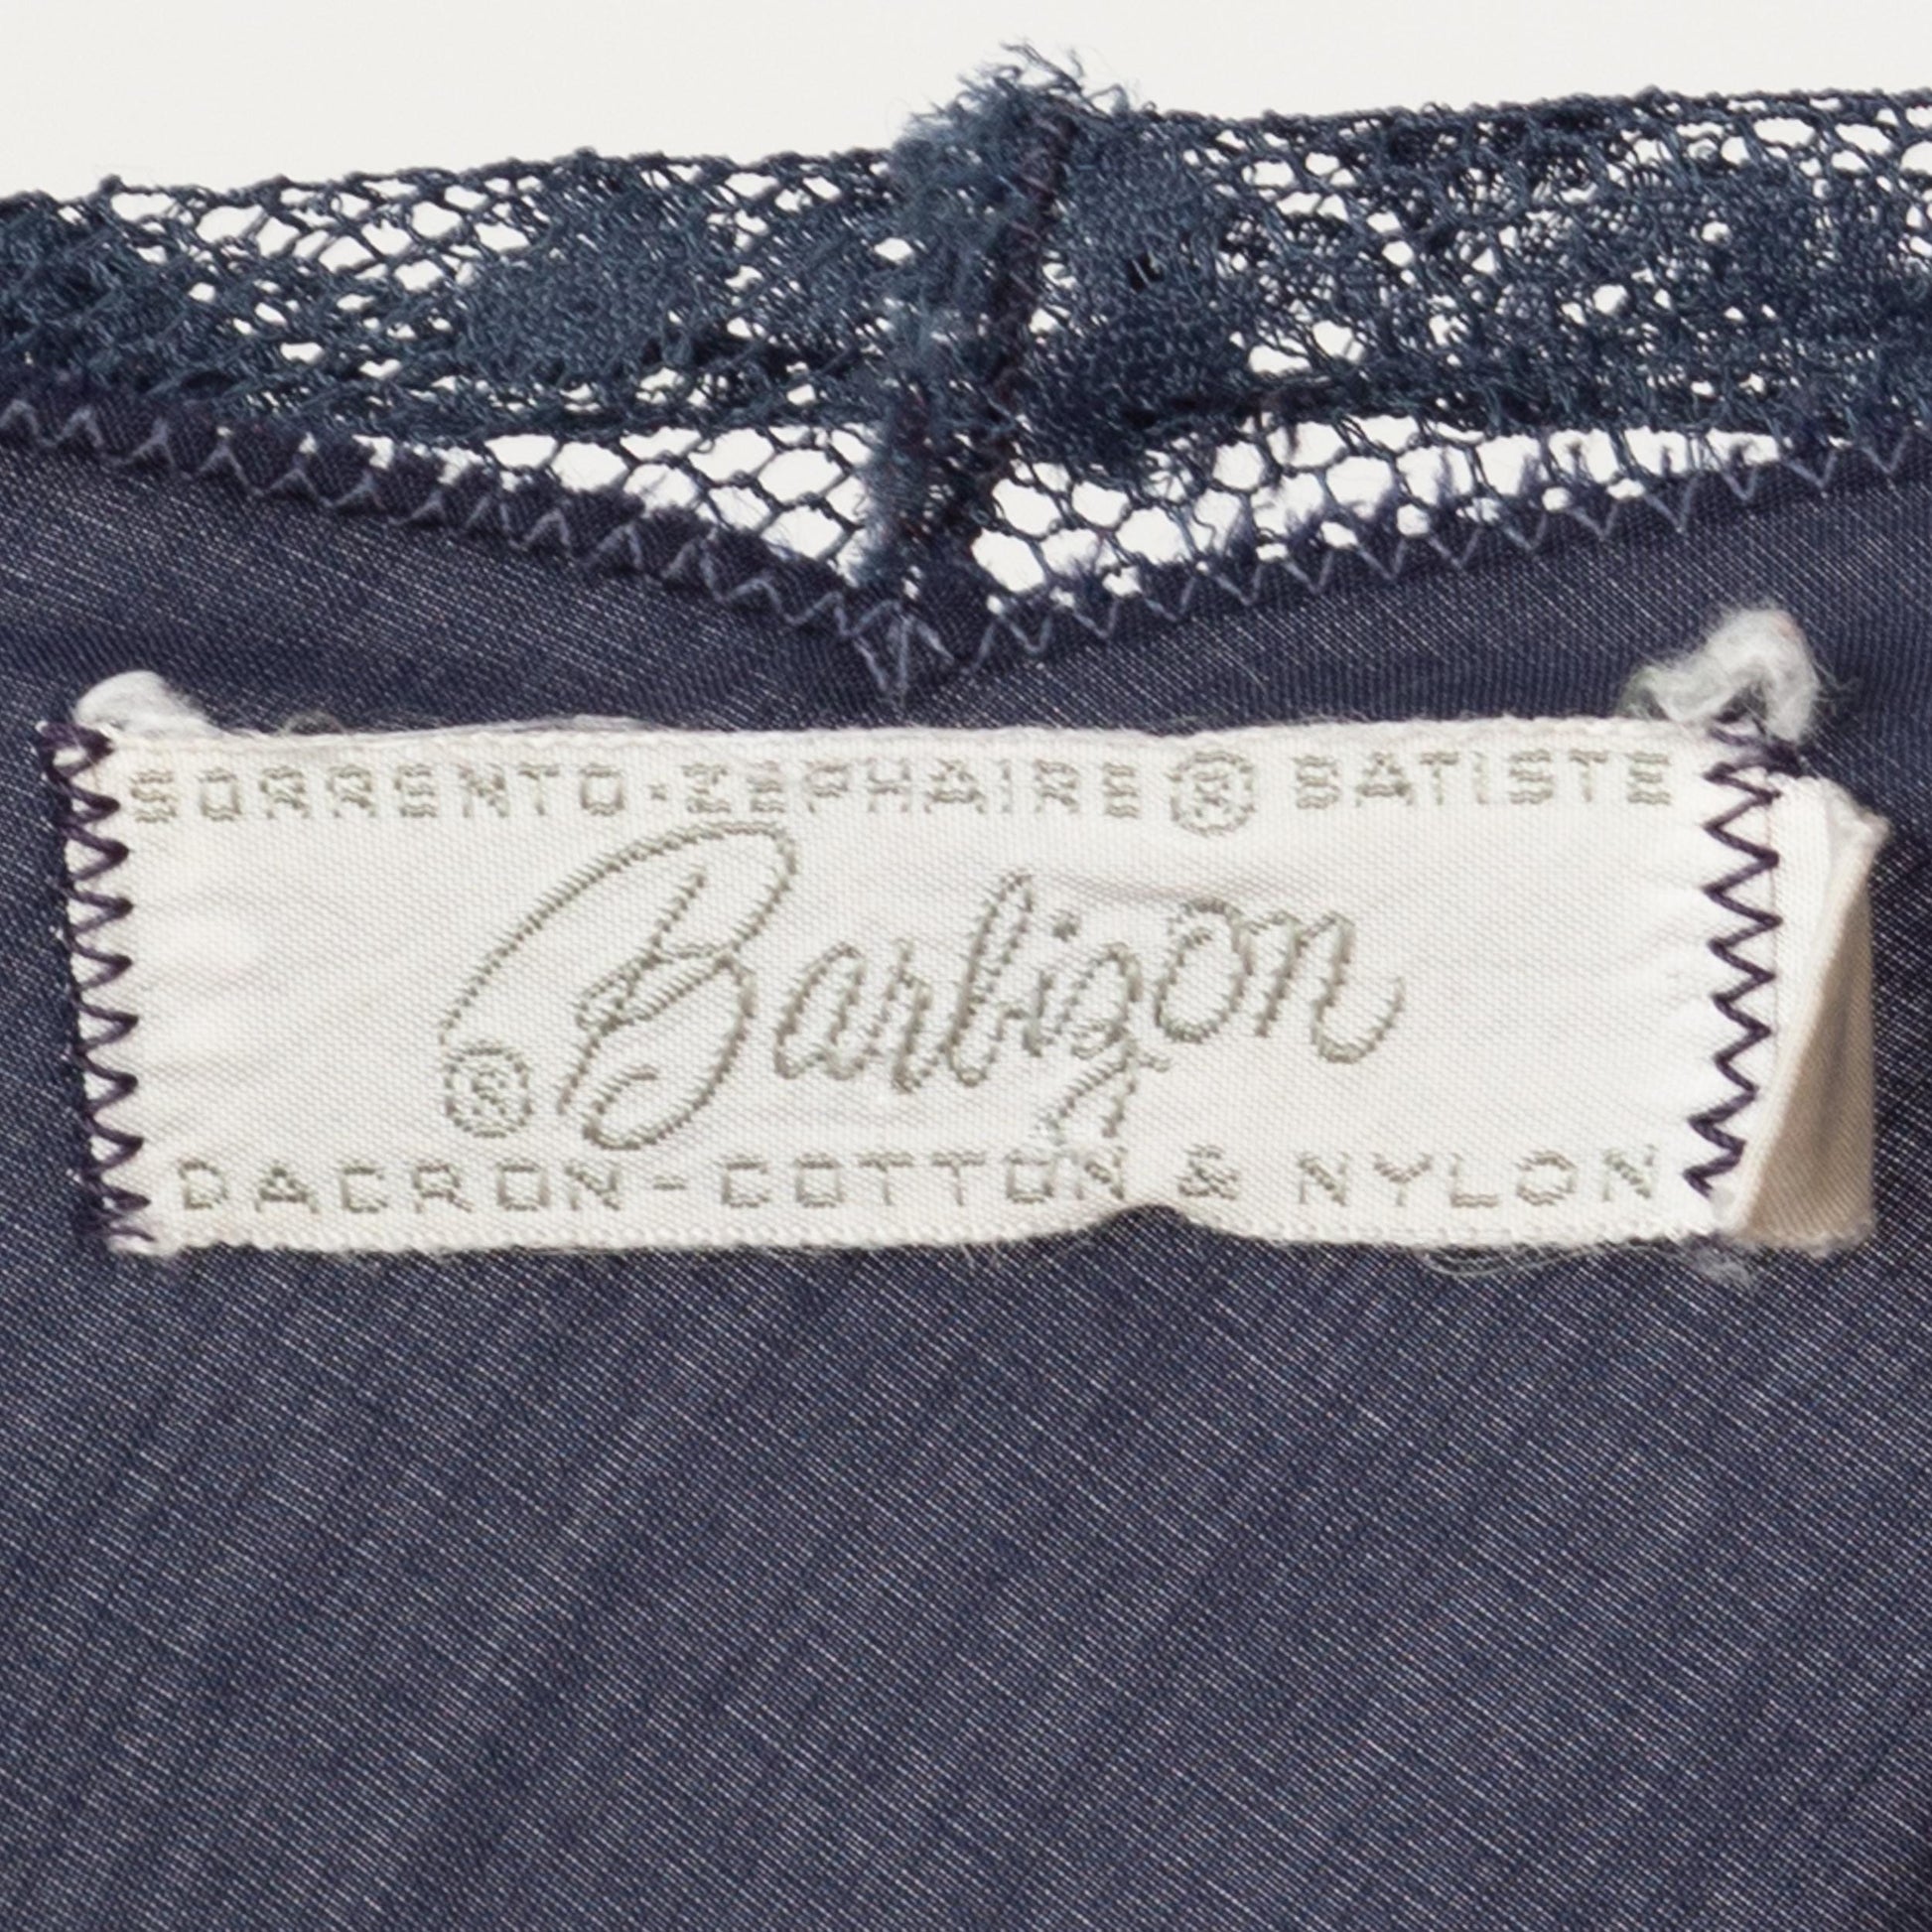 SORRENTO-ZEPHAIRE® BATISTE
Barbizon
®
DACRON-COTTON & NYLON